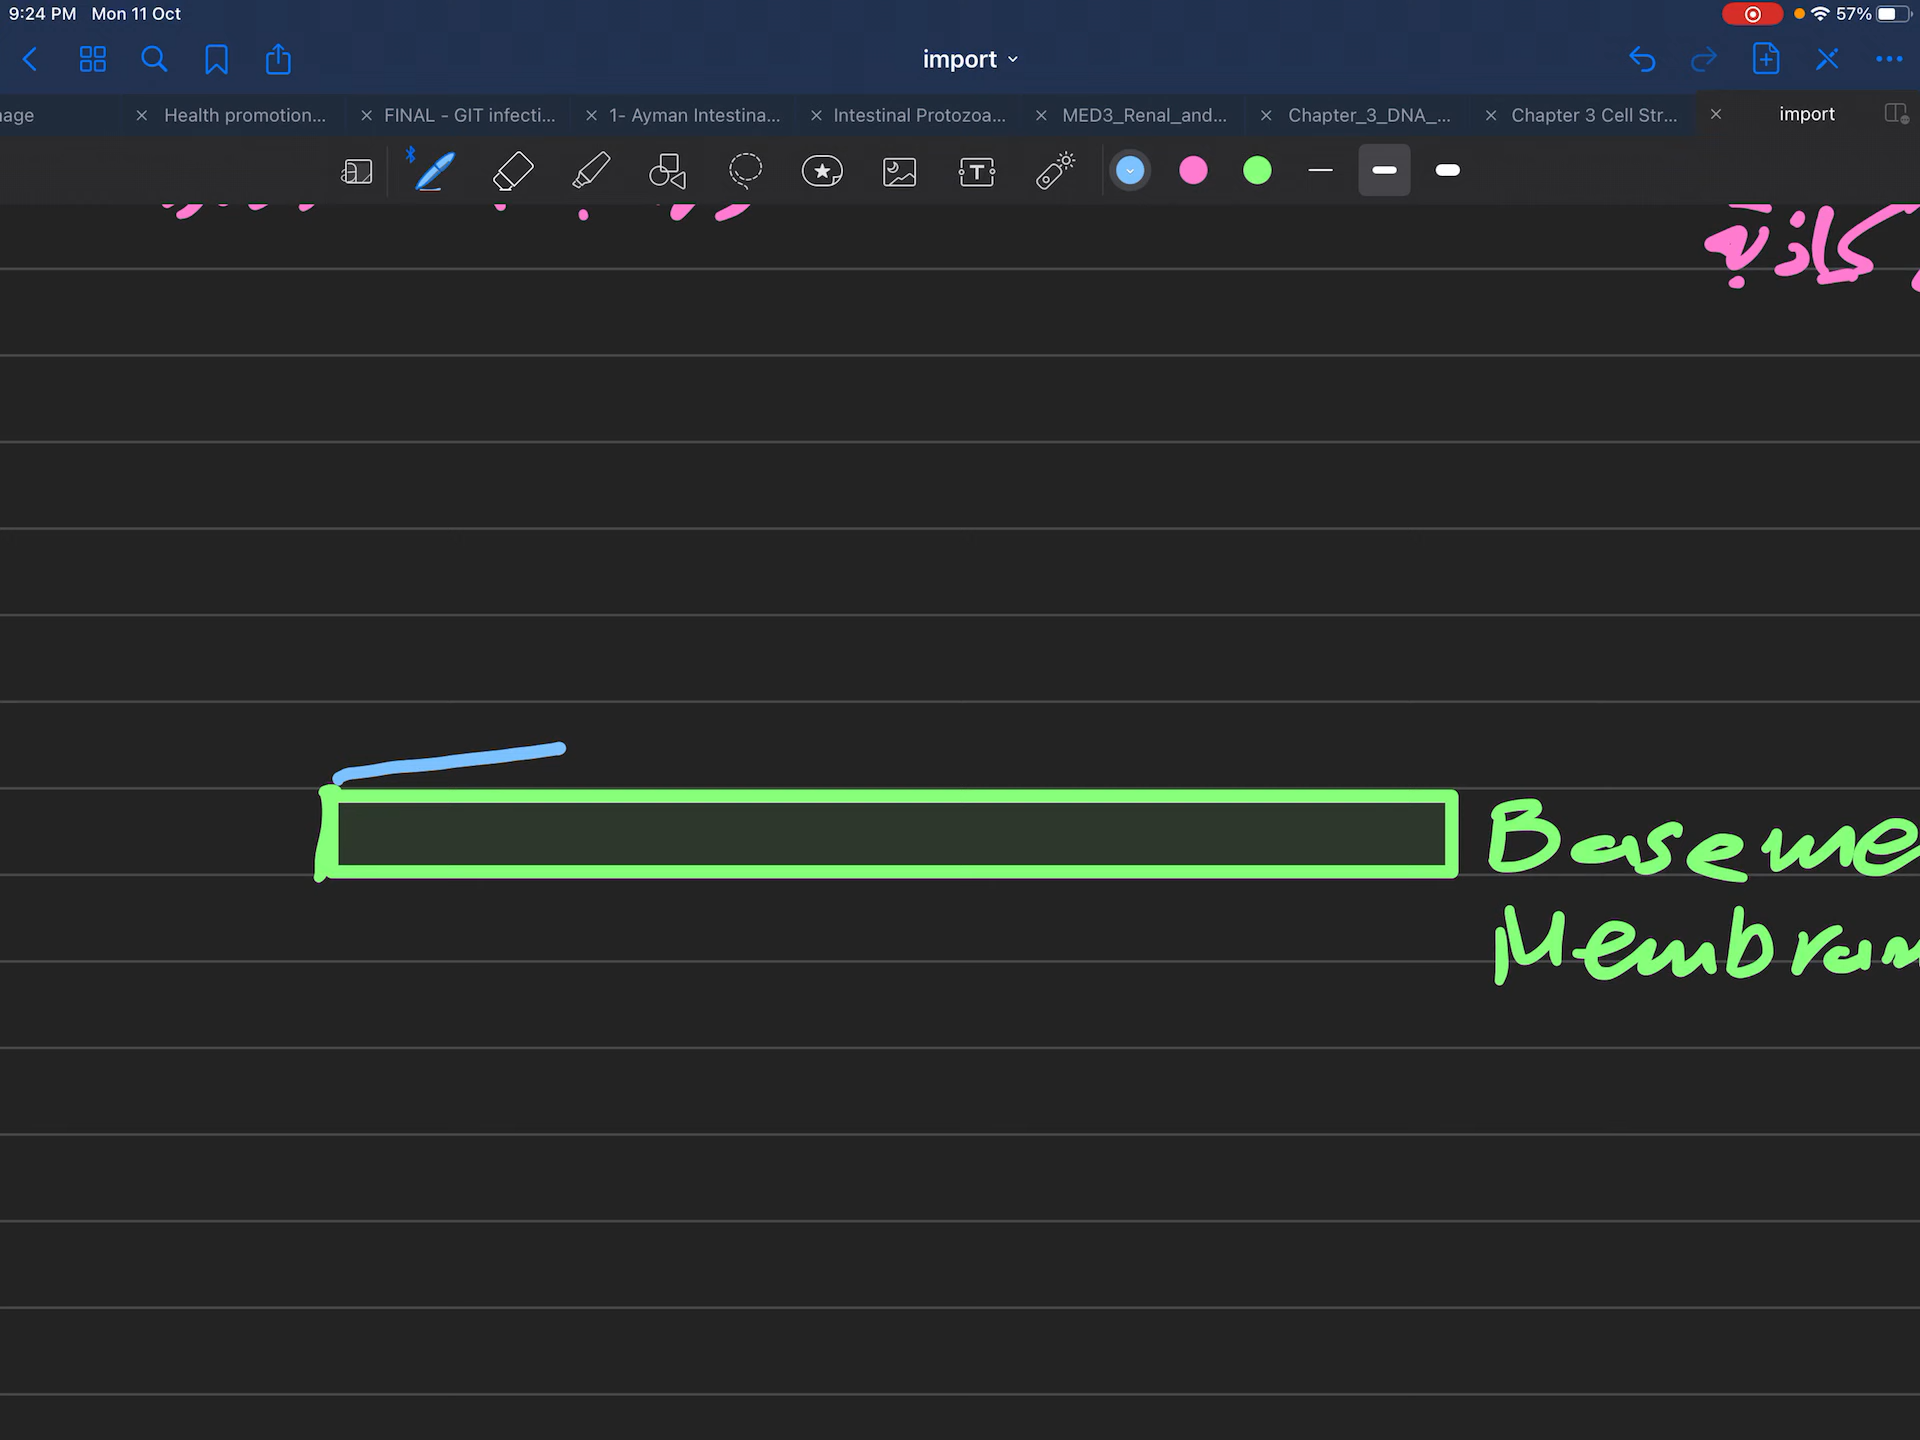 9:24 PM Mon 11 Oct 57%
import
age Health promotion... FINAL - GIT infecti... 1- Ayman Intestina... Intestinal Protozoa... MED3_Renal_and... Chapter_3_DNA_... Chapter 3 Cell Str... import
T
Baseme
Membran